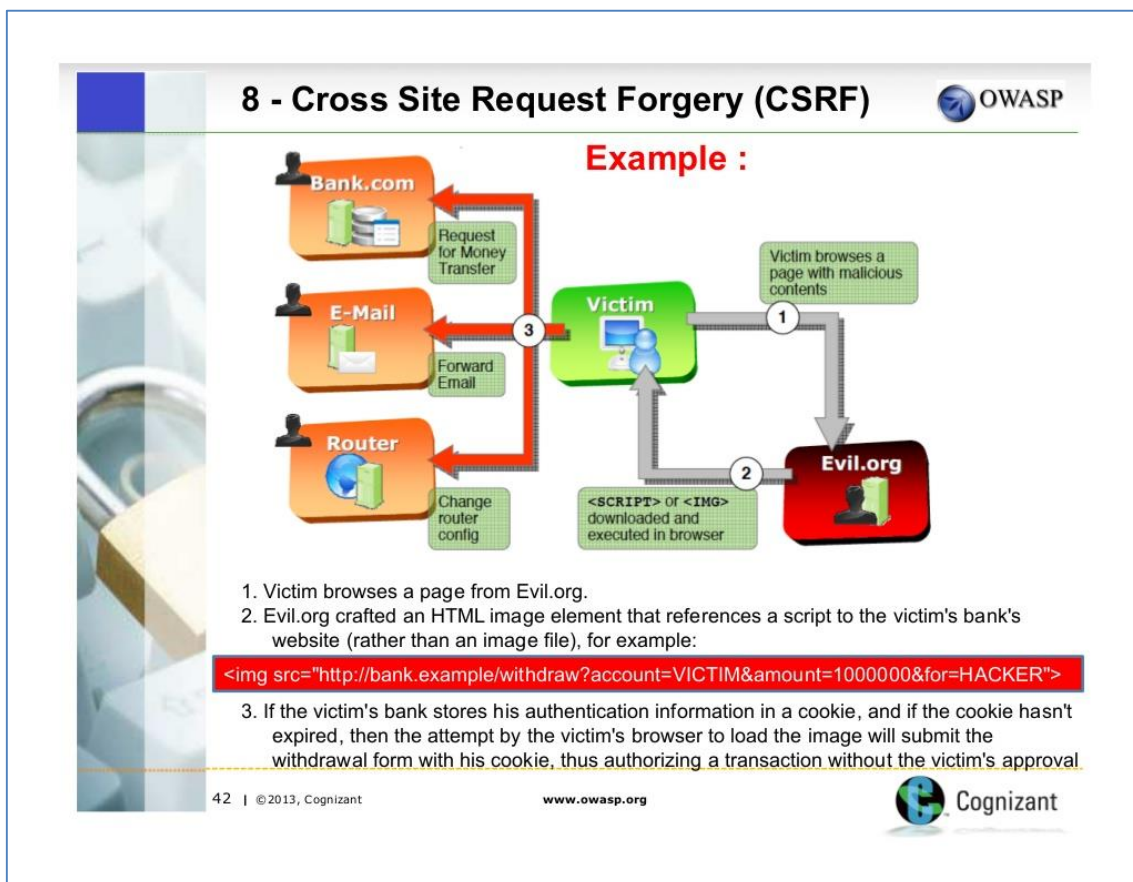 8 - Cross Site Request Forgery (CSRF)
OWASP
Example :
Bank.com
Request
for Money
Transfer
Victim browses a
page with malicious
contents
E-Mail
Victim
1
3
Forward
Email
Router
Evil.org
2
Change
router
config
<SCRIPT> or <IMG>
downloaded and
executed in browser
1. Victim browses a page from Evil.org.
2. Evil.org crafted an HTML image element that references a script to the victim's bank's
website (rather than an image file), for example:
<img src="http://bank.example/withdraw?account=VICTIM&amount=1000000&for=HACKER">
3. If the victim's bank stores his authentication information in a cookie, and if the cookie hasn't
expired, then the attempt by the victim's browser to load the image will submit the
withdrawal form with his cookie, thus authorizing a transaction without the victim's approval
42 | ©2013, Cognizant
www.owasp.org
Cognizant